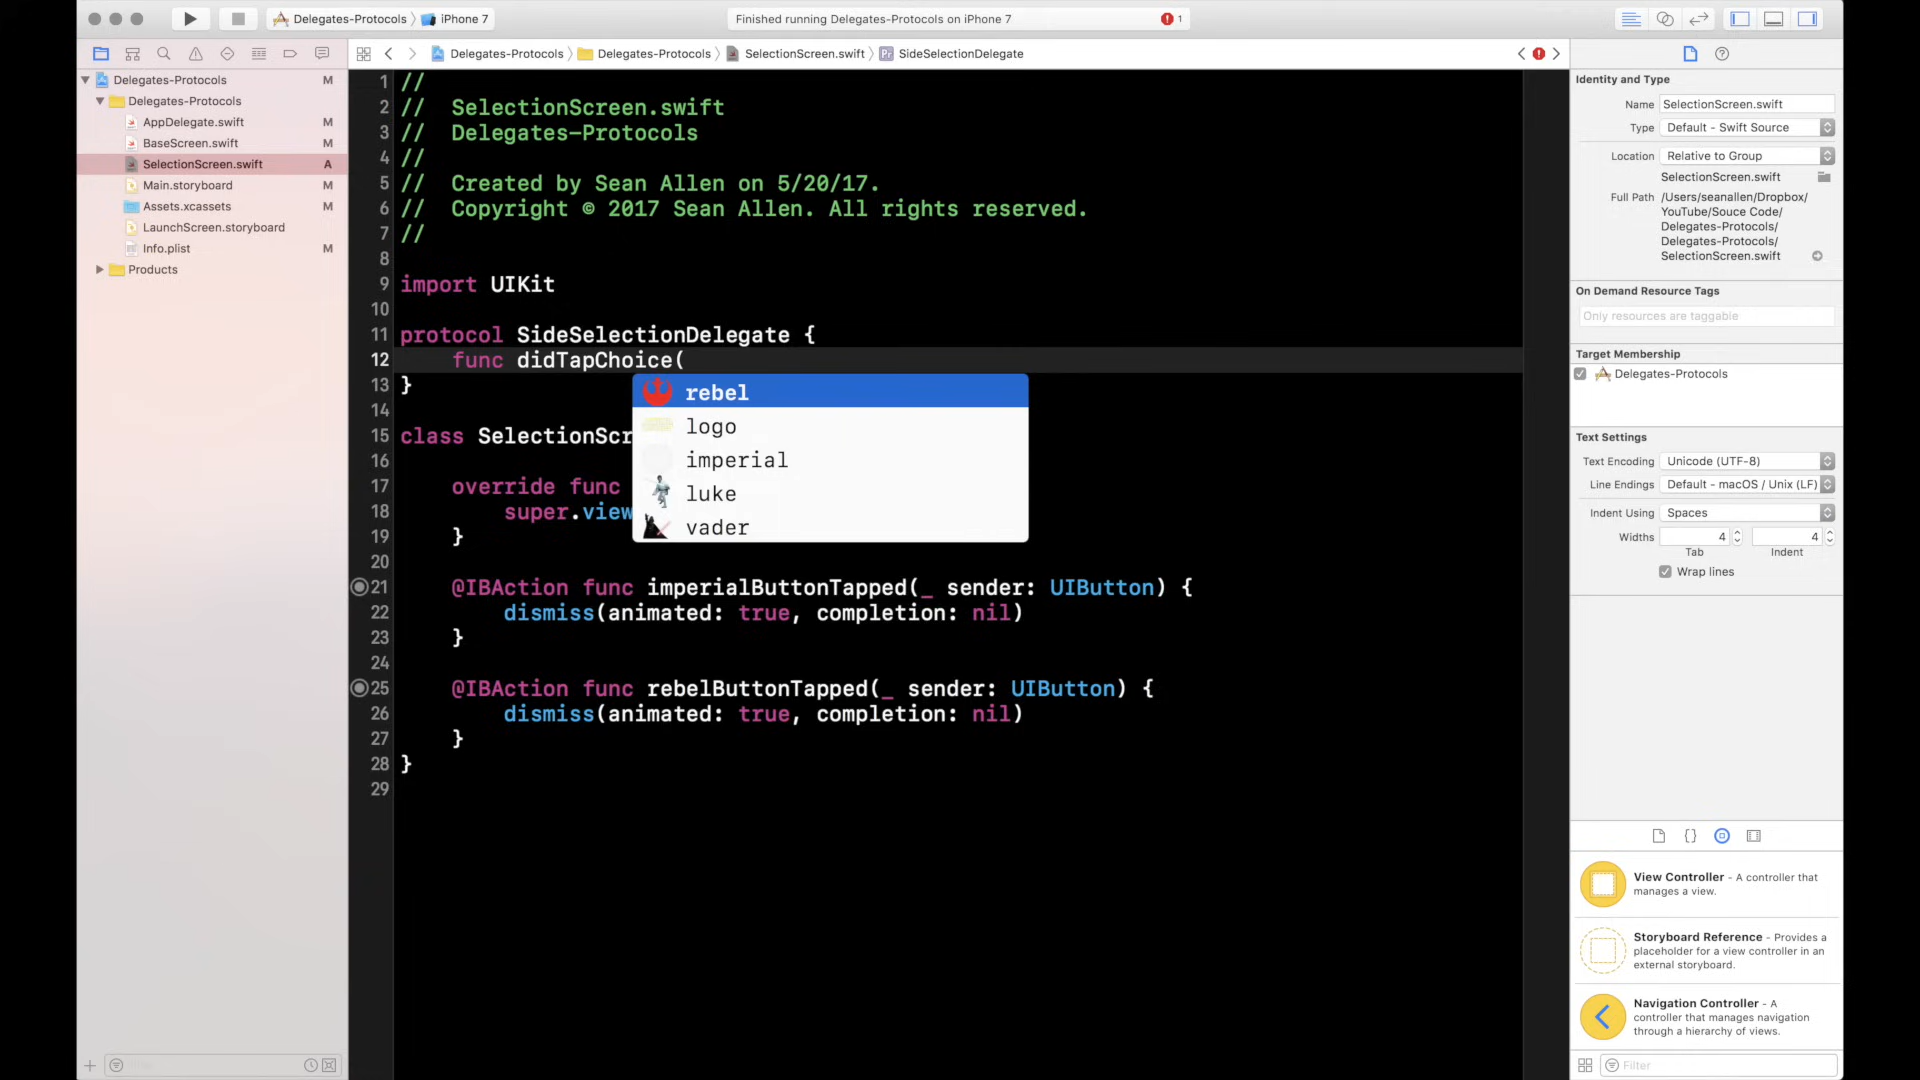 Delegates-Protocols
iPhone 7
Finished running Delegates-Protocols on iPhone 7
1
Delegates-Protocols
Delegates-Protocols
SelectionScreen.swift
Pr
SideSelectionDelegate
Delegates-Protocols M
Delegates-Protocols
AppDelegate.swift M
BaseScreen.swift M
SelectionScreen.swift A
Main.storyboard M
Assets.xcassets M
LaunchScreen.storyboard
Info.plist M
Products
1 //
2 // SelectionScreen.swift
3 // Delegates-Protocols
4 //
5 // Created by Sean Allen on 5/20/17.
6 // Copyright © 2017 Sean Allen. All rights reserved.
7 //
8
9 import UIKit
10
11 protocol SideSelectionDelegate {
12 func didTapChoice(
13 }
14
15 class SelectionScr
16
17 override func
18 super.view
19 }
20
21 @IBAction func imperialButtonTapped(_ sender: UIButton) {
22 dismiss(animated: true, completion: nil)
23 }
24
25 @IBAction func rebelButtonTapped(_ sender: UIButton) {
26 dismiss(animated: true, completion: nil)
27 }
28 }
29
rebel
logo
imperial
luke
vader
Identity and Type
Name SelectionScreen.swift
Type Default - Swift Source
Location Relative to Group
SelectionScreen.swift
Full Path /Users/seanallen/Dropbox/
YouTube/Souce Code/
Delegates-Protocols/
Delegates-Protocols/
SelectionScreen.swift
On Demand Resource Tags
Only resources are taggable
Target Membership
Delegates-Protocols
Text Settings
Text Encoding Unicode (UTF-8)
Line Endings Default - macOS / Unix (LF)
Indent Using Spaces
Widths 4 4
Tab Indent
Wrap lines
{}
View Controller - A controller that
manages a view.
Storyboard Reference - Provides a
placeholder for a view controller in an
external storyboard.
Navigation Controller - A
controller that manages navigation
through a hierarchy of views.
Filter